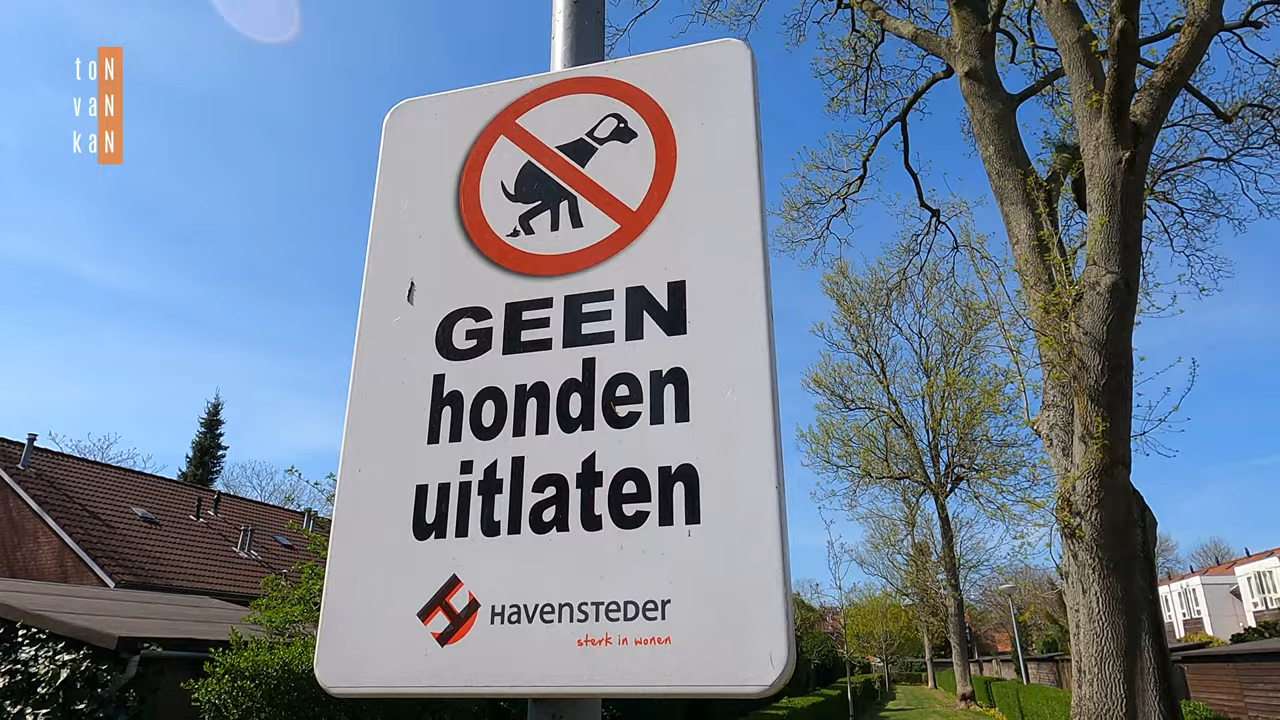 toN
vaN
kaN
GEEN
honden
uitlaten
HavenSTeDer
sterk in wonen